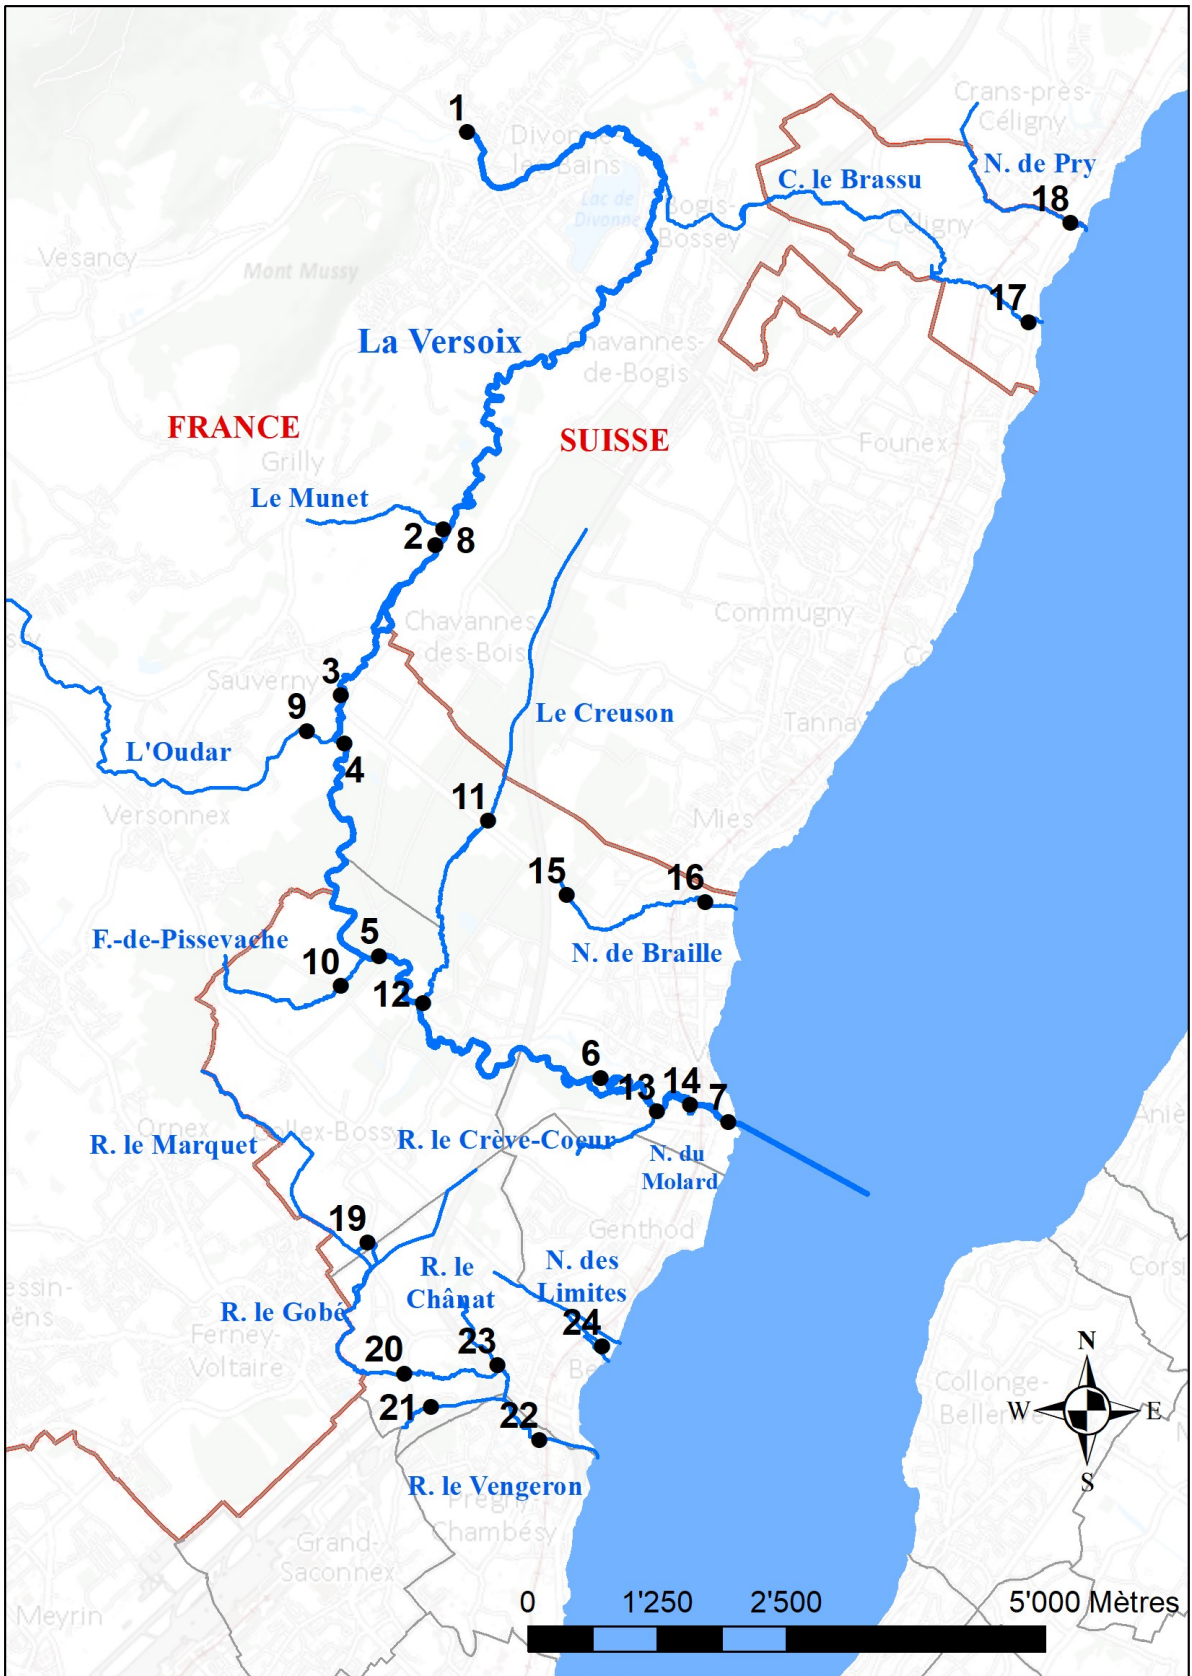 Crans-près-
Céligny
1
Divonne
les-Bains
N. de Pry
C. le Brassu
18
Lac de
Divonne
Bogis-
Bossey
Céligny
Vesancy
Mont Mussy
17
La Versoix
Chavannes-
de-Bogis
FRANCE
SUISSE
Grilly
Founex
Le Munet
2
8
Chavannes
des-Bois
Commugny
3
Sauverny
9
Le Creuson
Tannay
L'Oudar
4
Versonnex
11
Mies
15
16
F.-de-Pissevache
5
N. de Braille
10
12
6
13
14
7
Ornex
Collex-Bossy
R. le Marquet
R. le Crève-Coeur
N. du
Molard
19
Genthod
R. le
Chânat
N. des
Limites
R. le Gobé
Ferney-
Voltaire
24
20
23
Be
21
22
Collonge-
Bellerive
N
W
E
S
R. le Vengeron
Pregny-
Chambésy
Grand-
Saconnex
Meyrin
0
1'250
2'500
5'000 Mètres